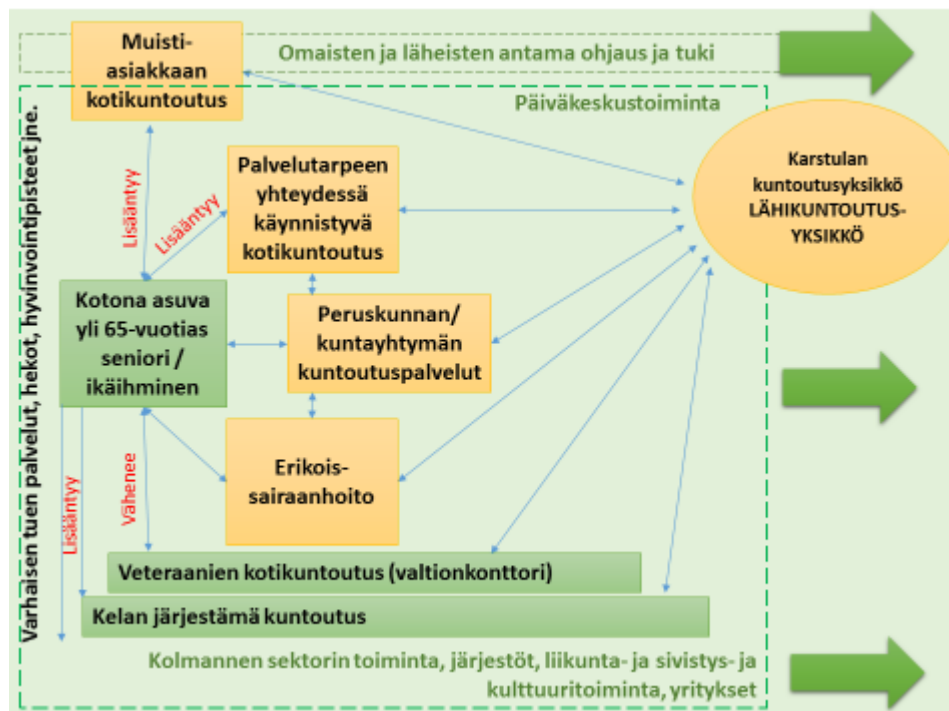 Muisti-
asiakkaan
kotikuntoutus
Omaisten ja läheisten antama ohjaus ja tuki
Päiväkeskustoiminta
Karstulan
kuntoutusyksikkö
LÄHIKUNTOUTUS-
YKSIKKÖ
Palvelutarpeen
yhteydessä
käynnistyvä
kotikuntoutus
Lisääntyy
Lisääntyy
Varhaisen tuen palvelut, hekot, hyvinvointipisteet jne.
Kotona asuva
yli 65-vuotias
seniori /
ikäihminen
Peruskunnan/
kuntayhtymän
kuntoutuspalvelut
Erikois-
sairaanhoito
Lisääntyy
Vähenee
Veteraanien kotikuntoutus (valtionkonttori)
Kelan järjestämä kuntoutus
Kolmannen sektorin toiminta, järjestöt, liikunta- ja sivistys- ja
kulttuuritoiminta, yritykset